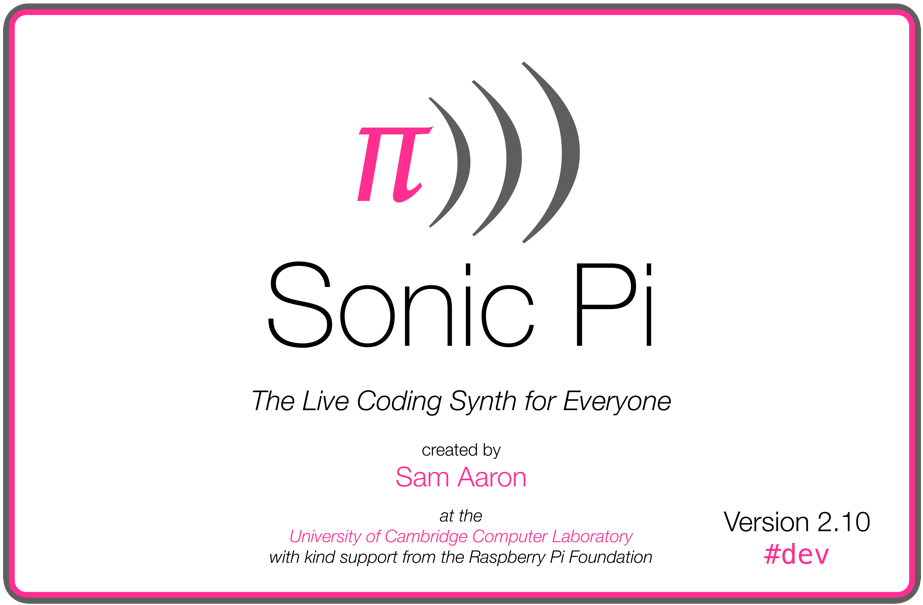 π
Sonic Pi
The Live Coding Synth for Everyone
created by
Sam Aaron
at the
University of Cambridge Computer Laboratory
with kind support from the Raspberry Pi Foundation
Version 2.10
#dev